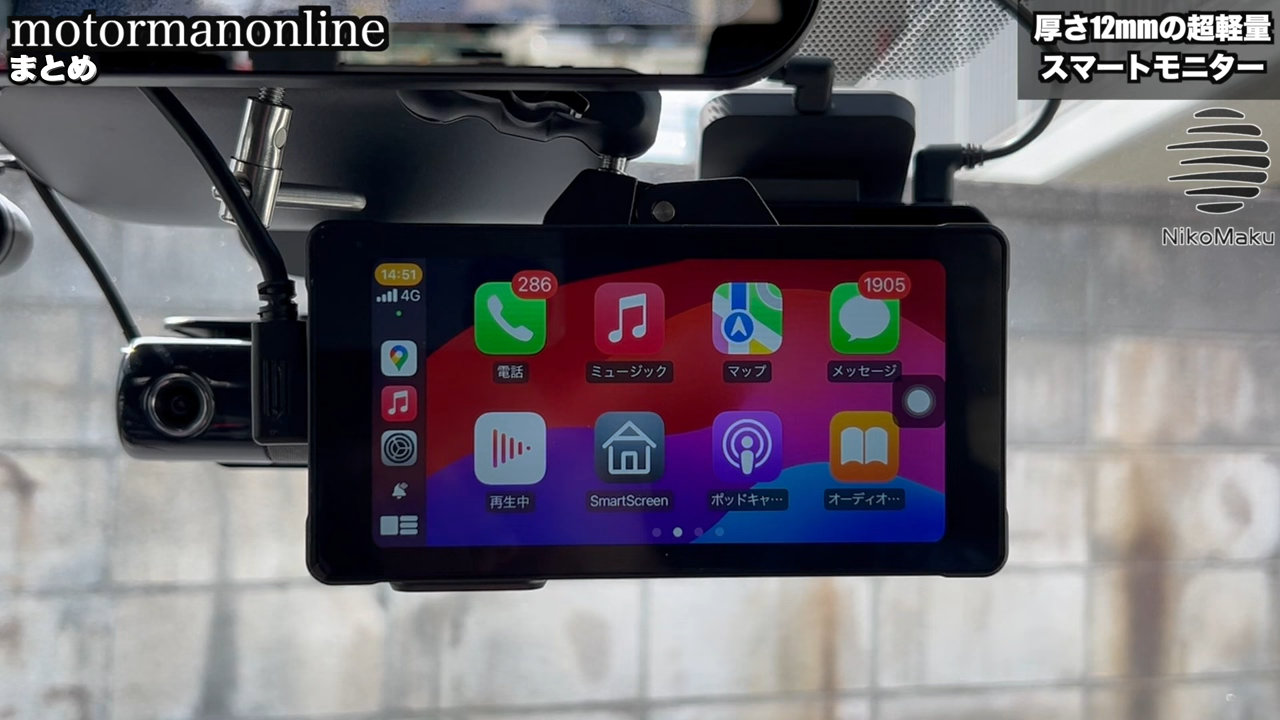 motormanonline
まとめ
厚さ12mmの超軽量
スマートモニター
NikoMaku
14:51
4G
286
1905
電話
ミュージック
マップ
メッセージ
再生中
SmartScreen
ポッドキャ…
オーディオ…